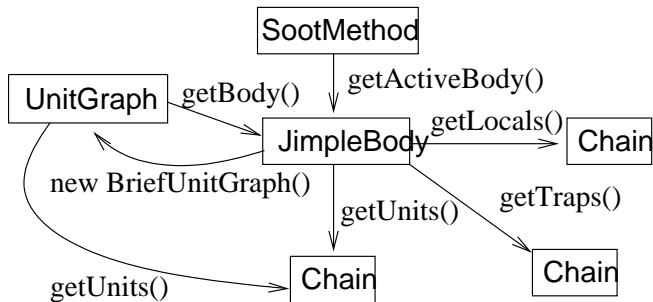 SootMethod
getActiveBody()
UnitGraph
getBody()
getLocals()
JimpleBody
Chain
new BriefUnitGraph()
getUnits()
getTraps()
getUnits()
Chain
Chain